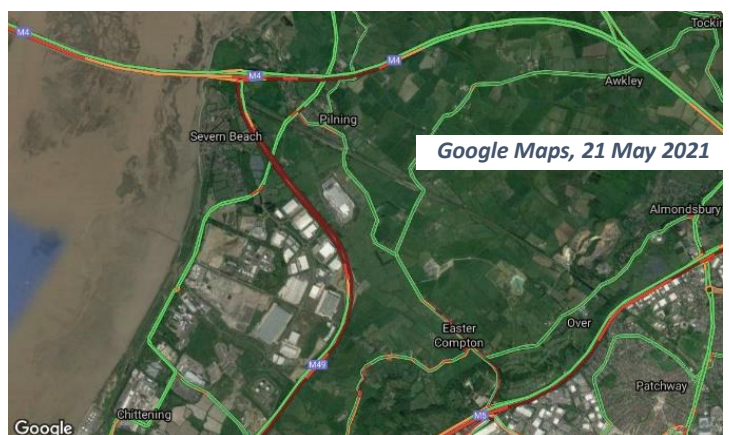 Tockin
M4
M4
M4
Awkley
Pilning
Severn Beach
Google Maps, 21 May 2021
Almondsbury
Over
Easter
Compton
M49
Patchway
Chittening
M5
Google